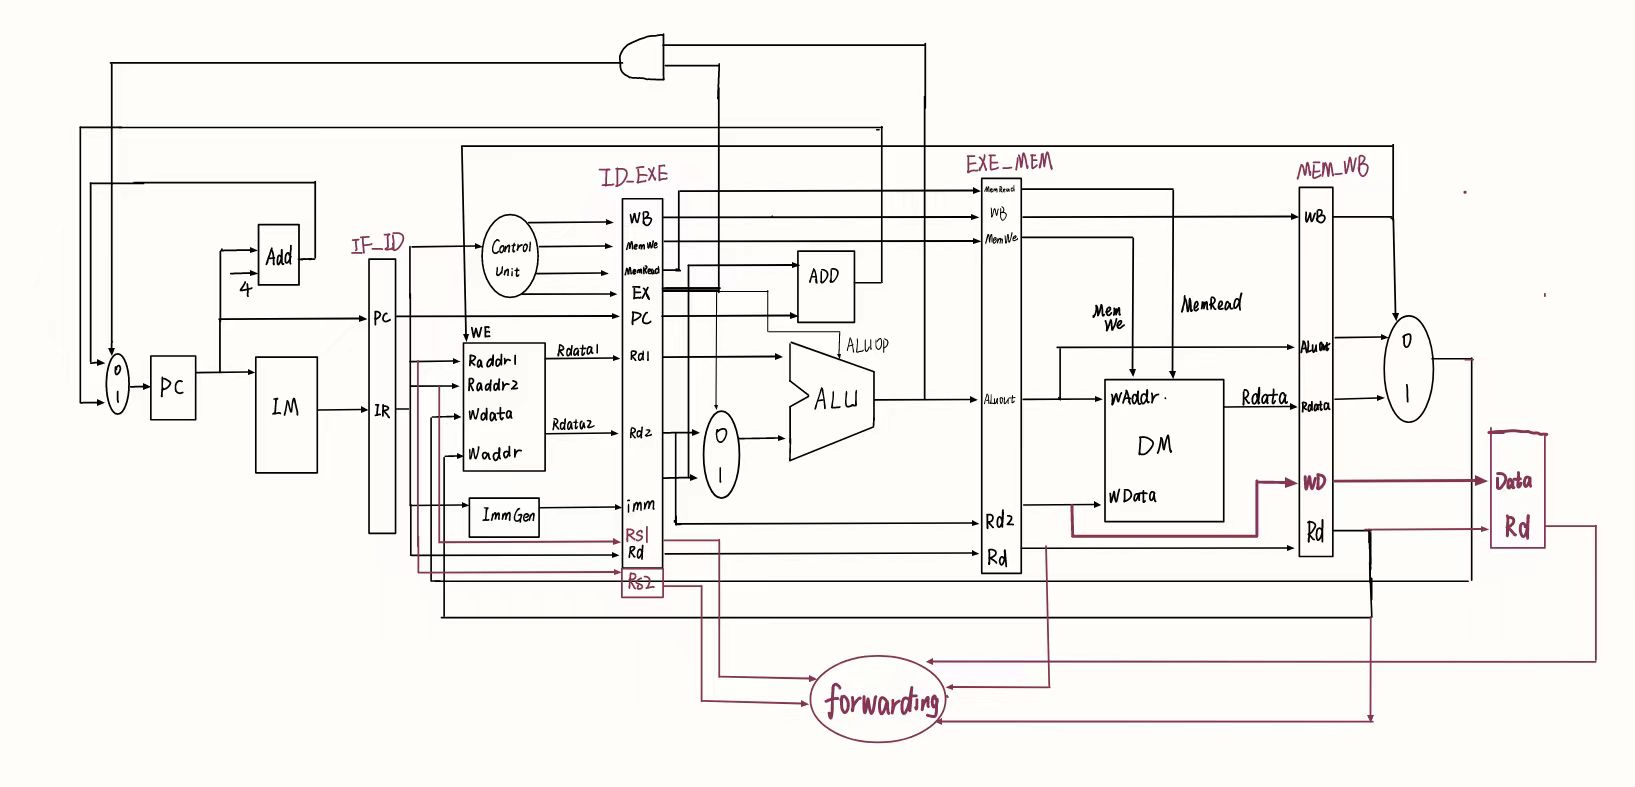 IF_ID
ID_EXE
EXE_MEM
MEM_WB
0
1
PC
Add
4
IM
PC
IR
Control
Unit
WE
Raddr1
Raddr2
Wdata
Waddr
Rdata1
Rdata2
ImmGen
WB
MemWe
MemRead
EX
PC
Rd1
Rd2
imm
Rs1
Rd
Rs2
ADD
ALUOP
ALU
0
1
MemRead
WB
MemWe
ALUout
Rd2
Rd
Mem
We
MemRead
WAddr.
DM
WData
Rdata
WB
ALUout
Rdata
WD
Rd
0
1
Data
Rd
forwarding